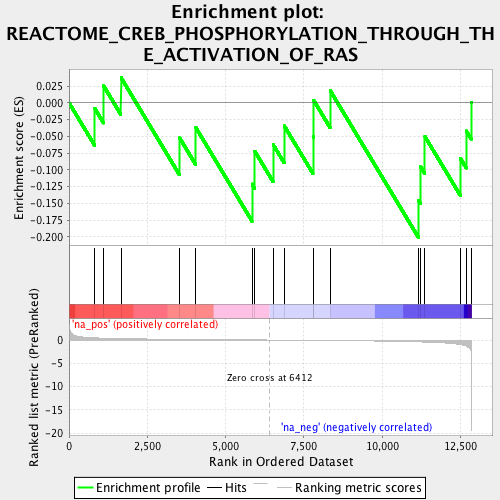 Enrichment plot:
REACTOME_CREB_PHOSPHORYLATION_THROUGH_TH
E_ACTIVATION_OF_RAS
Enrichment score (ES)
0.025
0.000
-0.025
-0.050
-0.075
-0.100
-0.125
-0.150
-0.175
-0.200
'na_pos' (positively correlated)
Ranked list metric (PreRanked)
0
-5
-10
-15
-20
Zero cross at 6412
'na_neg' (negatively correlated)
0 2,500 5,000 7,500 10,000 12,500
Rank in Ordered Dataset
Enrichment profile Hits Ranking metric scores